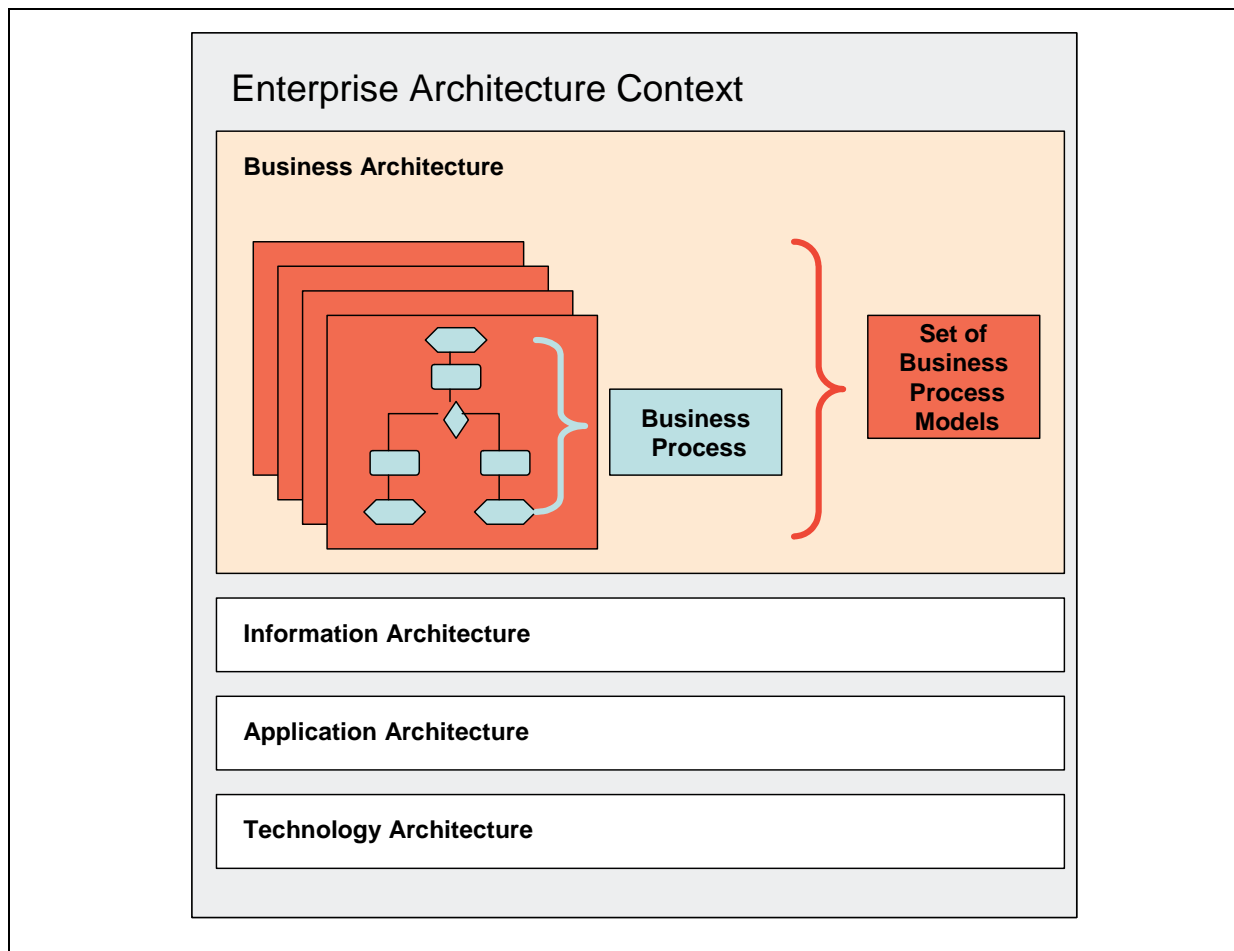 Enterprise Architecture Context
Business Architecture
Business
Process
Set of
Business
Process
Models
Information Architecture
Application Architecture
Technology Architecture